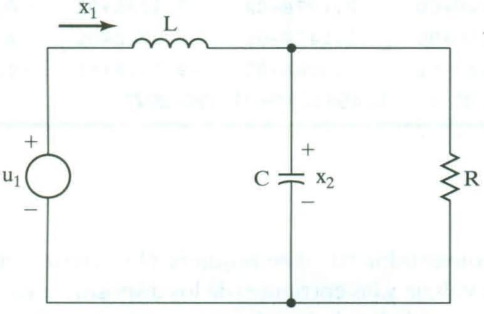 x₁
L
+
u₁
−
C
+
x₂
−
R